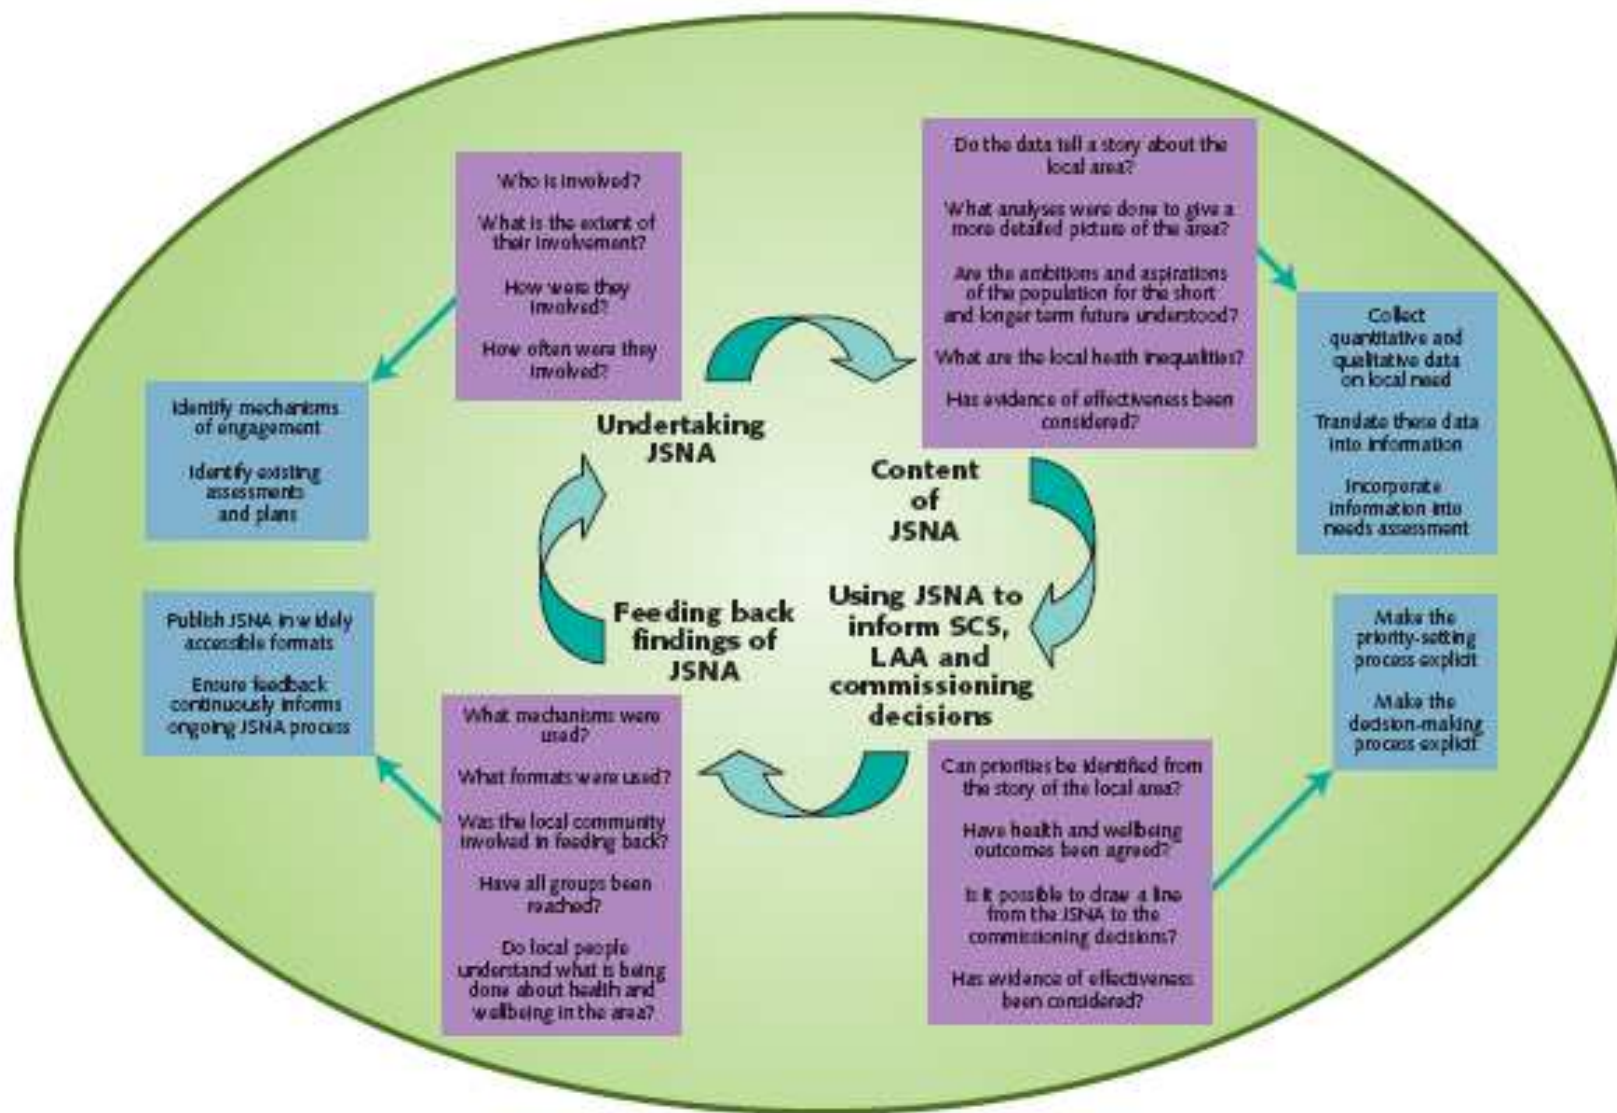 Who is involved?
What is the extent of
their involvement?
How were they
involved?
How often were they
involved?
Identify mechanisms
of engagement
Identify existing
assessments
and plans
Undertaking
JSNA
Do the data tell a story about the
local area?
What analyses were done to give a
more detailed picture of the area?
Are the ambitions and aspirations
of the population for the short
and longer term future understood?
What are the local heath inequalities?
Has evidence of effectiveness been
considered?
Collect
quantitative and
qualitative data
on local need
Translate these data
into information
Incorporate
information into
needs assessment
Content
of
JSNA
Using JSNA to
inform SCS,
LAA and
commissioning
decisions
Can priorities be identified from
the story of the local area?
Have health and wellbeing
outcomes been agreed?
Is it possible to draw a line
from the JSNA to the
commissioning decisions?
Has evidence of effectiveness
been considered?
Make the
priority-setting
process explicit
Make the
decision-making
process explicit
Feeding back
findings of
JSNA
What mechanisms were
used?
What formats were used?
Was the local community
involved in feeding back?
Have all groups been
reached?
Do local people
understand what is being
done about health and
wellbeing in the area?
Publish JSNA in widely
accessible formats
Ensure feedback
continuously informs
ongoing JSNA process